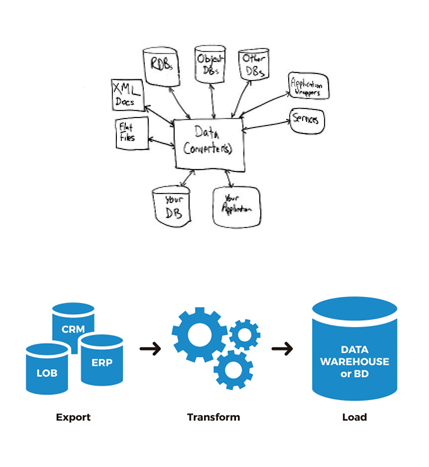 RDBs
Object
DBs
Other
DBs
XML
Docs
Application
Wrappers
Flat
Files
Services
Data
Converter(s)
Your
DB
Your
Application
CRM
LOB
ERP
DATA
WAREHOUSE
or BD
Export
Transform
Load